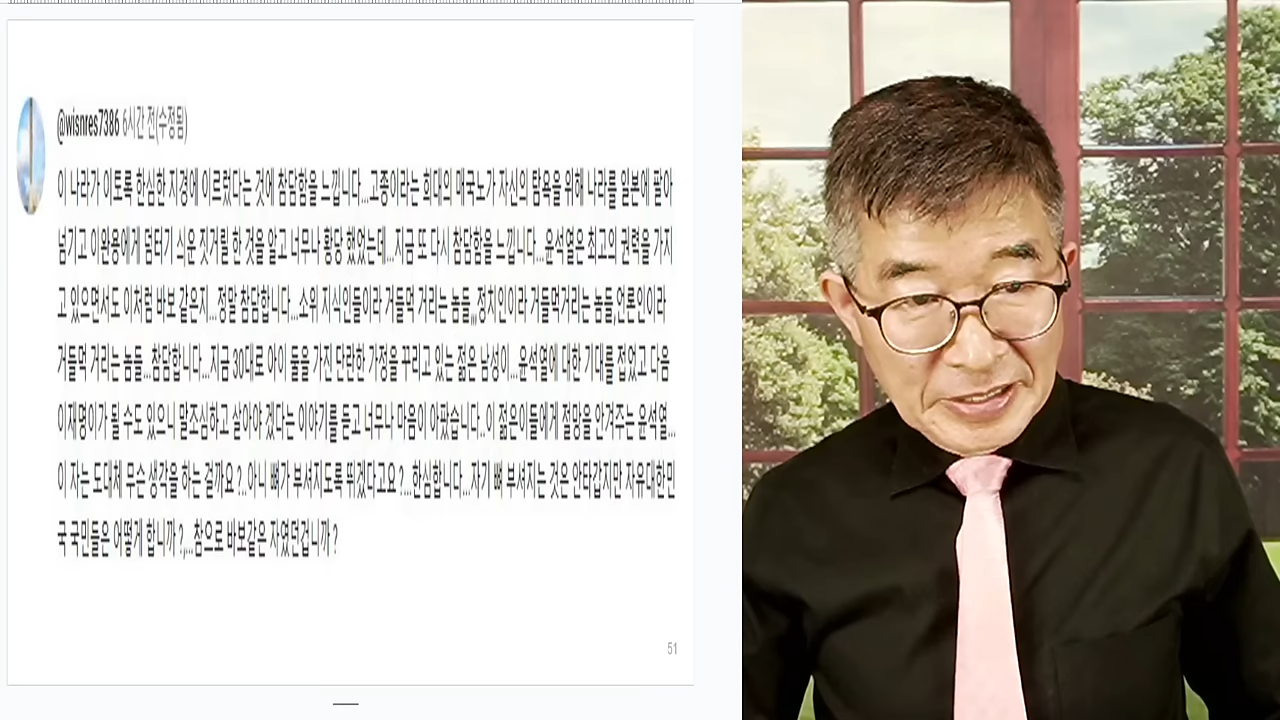 @wisnres7386 6시간 전(수정됨)
이 나라가 이토록 한심한 지경에 이르렀다는 것에 참담함을 느낍니다...고종이라는 희대의 매국노가 자신의 탐욕을 위해 나라를 일본에 팔아
넘기고 이완용에게 덤터기 씌운 짓거릴 한 것을 알고 너무나 황당 했었는데...지금 또 다시 참담함을 느낍니다...윤석열은 최고의 권력을 가지
고 있으면서도 이처럼 바보 같은지...정말 참담합니다...소위 지식인들이라 거들먹 거리는 놈들,,,정치인이라 거들먹거리는 놈들,언론인이라
거들먹 거리는 놈들...참담합니다...지금 30대로 아이 둘을 가진 단란한 가정을 꾸리고 있는 젊은 남성이...윤석열에 대한 기대를 접었고 다음
이재명이가 될 수도 있으니 말조심하고 살아야 겠다는 이야기를 듣고 너무나 마음이 아팠습니다..이 젊은이들에게 절망을 안겨주는 윤석열...
이 자는 도대체 무슨 생각을 하는 걸까요 ?..아니 뼈가 부셔지도록 뛰겠다고요 ?...한심합니다...자기 뼈 부셔지는 것은 안타깝지만 자유대한민
국 국민들은 어떻게 합니까 ?,...참으로 바보같은 자였던겁니까 ?
51